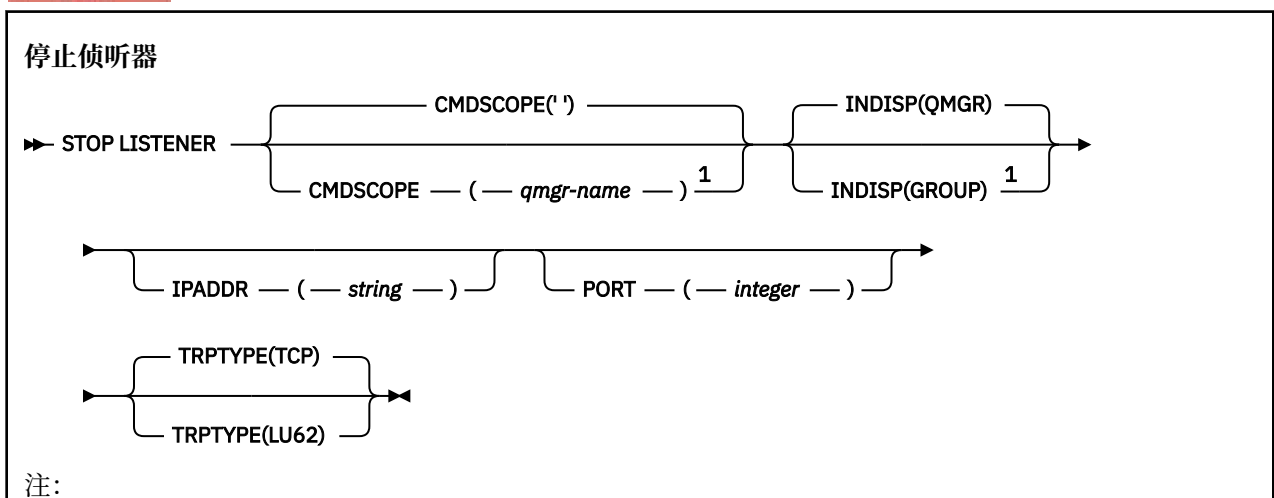 停止侦听器
CMDSCOPE(' ') INDISP(QMGR)
STOP LISTENER
CMDSCOPE ( qmgr-name ) 1 INDISP(GROUP) 1
IPADDR ( string ) PORT ( integer )
TRPTYPE(TCP)
TRPTYPE(LU62)
注: